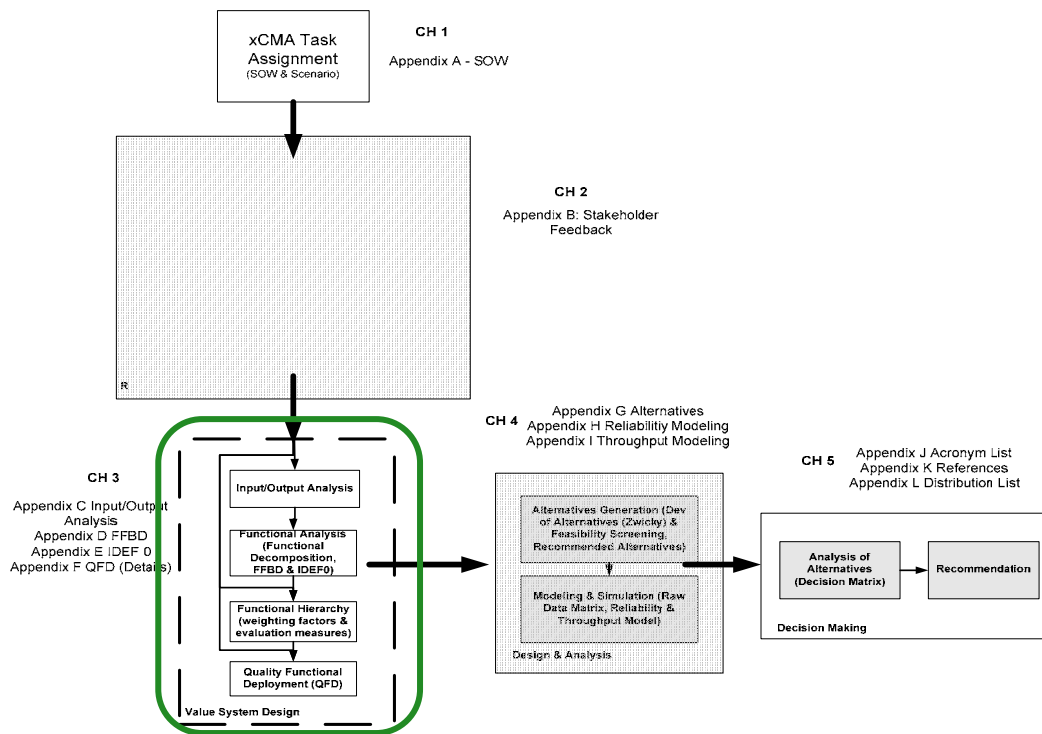 xCMA Task
Assignment
(SOW & Scenario)
CH 1
Appendix A - SOW
CH 2
Appendix B: Stakeholder
Feedback
R
CH 3
Appendix C Input/Output
Analysis
Appendix D FFBD
Appendix E IDEF 0
Appendix F QFD (Details)
Input/Output Analysis
Functional Analysis
(Functional
Decomposition,
FFBD & IDEF0)
Functional Hierarchy
(weighting factors &
evaluation measures)
Quality Functional
Deployment (QFD)
Value System Design
CH 4
Appendix G Alternatives
Appendix H Reliabilitiy Modeling
Appendix I Throughput Modeling
Alternatives Generation (Dev
of Alternatives (Zwicky) &
Feasibility Screening,
Recommended Alternatives)
Modeling & Simulation (Raw
Data Matrix, Reliability &
Throughput Model)
Design & Analysis
CH 5
Appendix J Acronym List
Appendix K References
Appendix L Distribution List
Analysis of
Alternatives
(Decision Matrix)
Recommendation
Decision Making